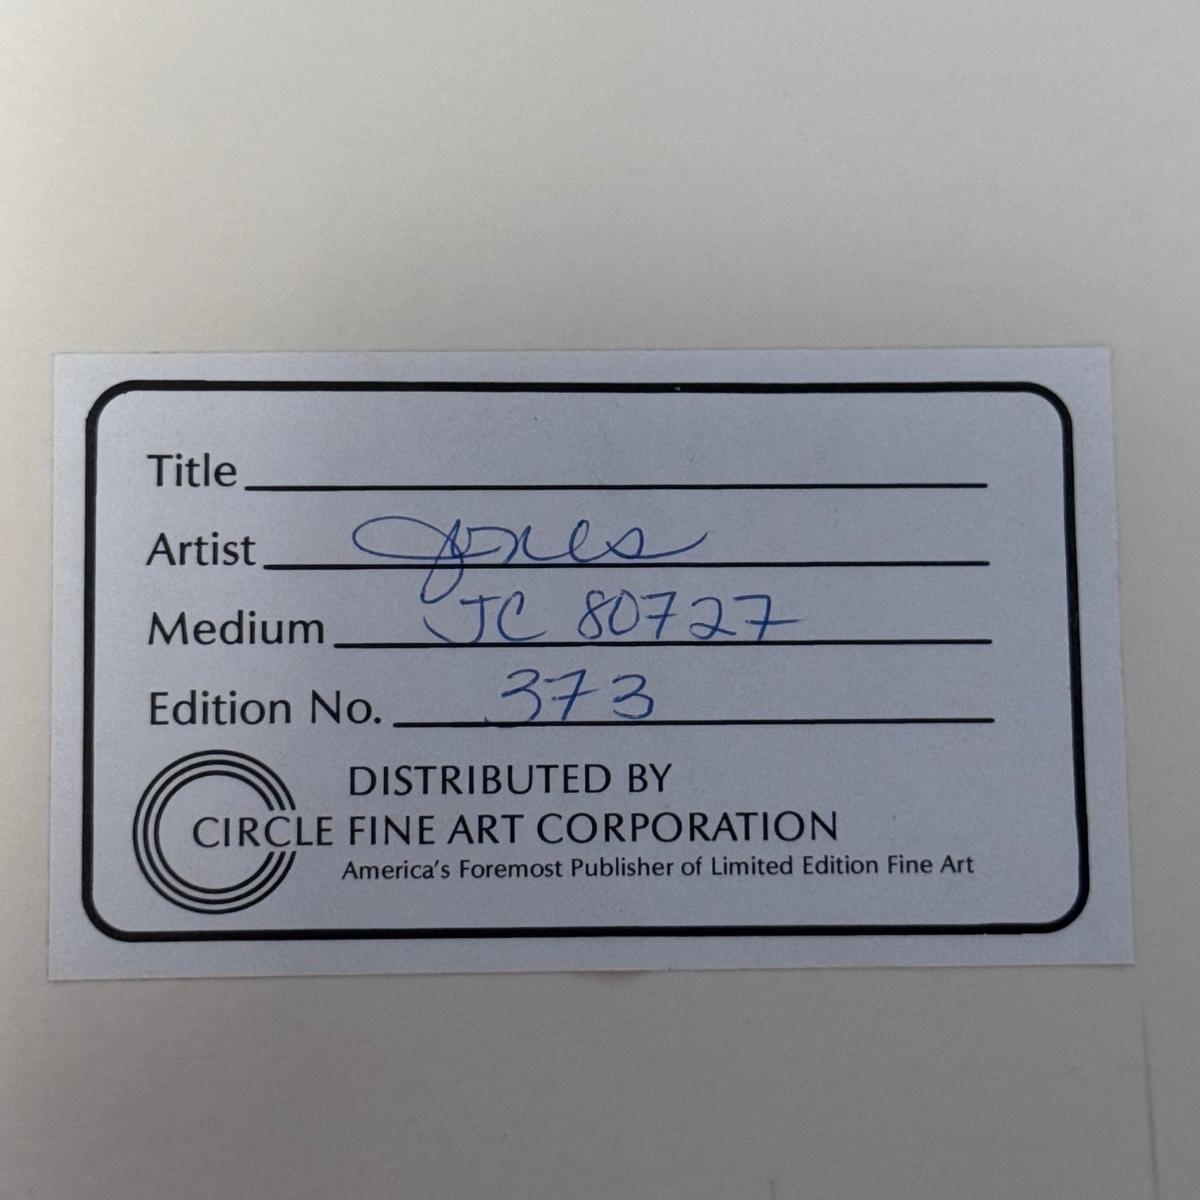 Title
Artist Jones
Medium JC 80727
Edition No. 373
DISTRIBUTED BY
CIRCLE FINE ART CORPORATION
America's Foremost Publisher of Limited Edition Fine Art